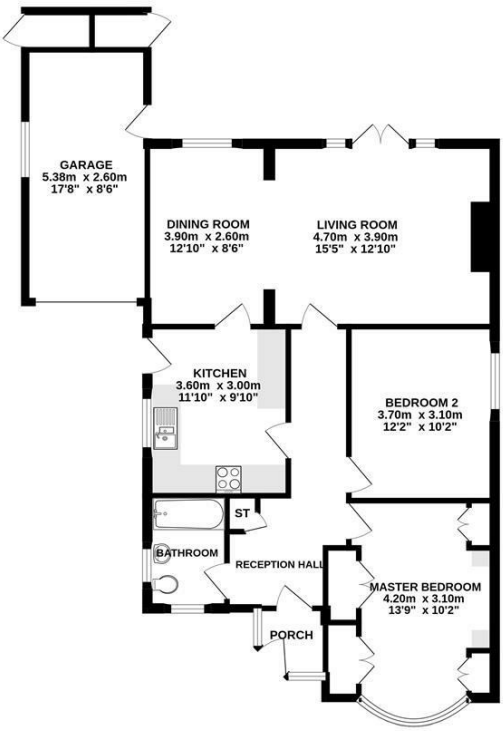 GARAGE
5.38m x 2.60m
17'8" x 8'6"
DINING ROOM
3.90m x 2.60m
12'10" x 8'6"
LIVING ROOM
4.70m x 3.90m
15'5" x 12'10"
KITCHEN
3.60m x 3.00m
11'10" x 9'10"
BEDROOM 2
3.70m x 3.10m
12'2" x 10'2"
ST
BATHROOM
RECEPTION HALL
MASTER BEDROOM
4.20m x 3.10m
13'9" x 10'2"
PORCH